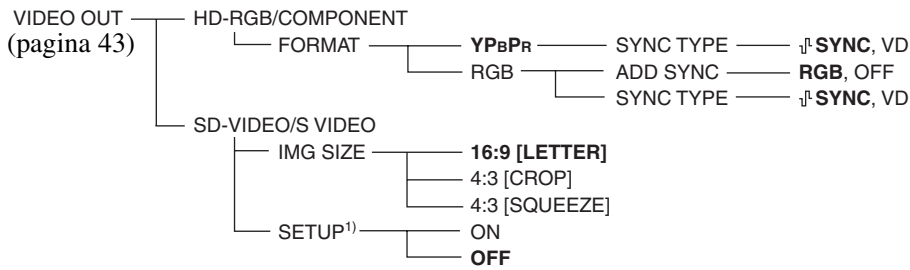 VIDEO OUT HD-RGB/COMPONENT
(pagina 43) FORMAT YPBPR SYNC TYPE SYNC, VD
RGB ADD SYNC RGB, OFF
SYNC TYPE SYNC, VD
SD-VIDEO/S VIDEO
IMG SIZE 16:9 [LETTER]
4:3 [CROP]
4:3 [SQUEEZE]
SETUP1) ON
OFF